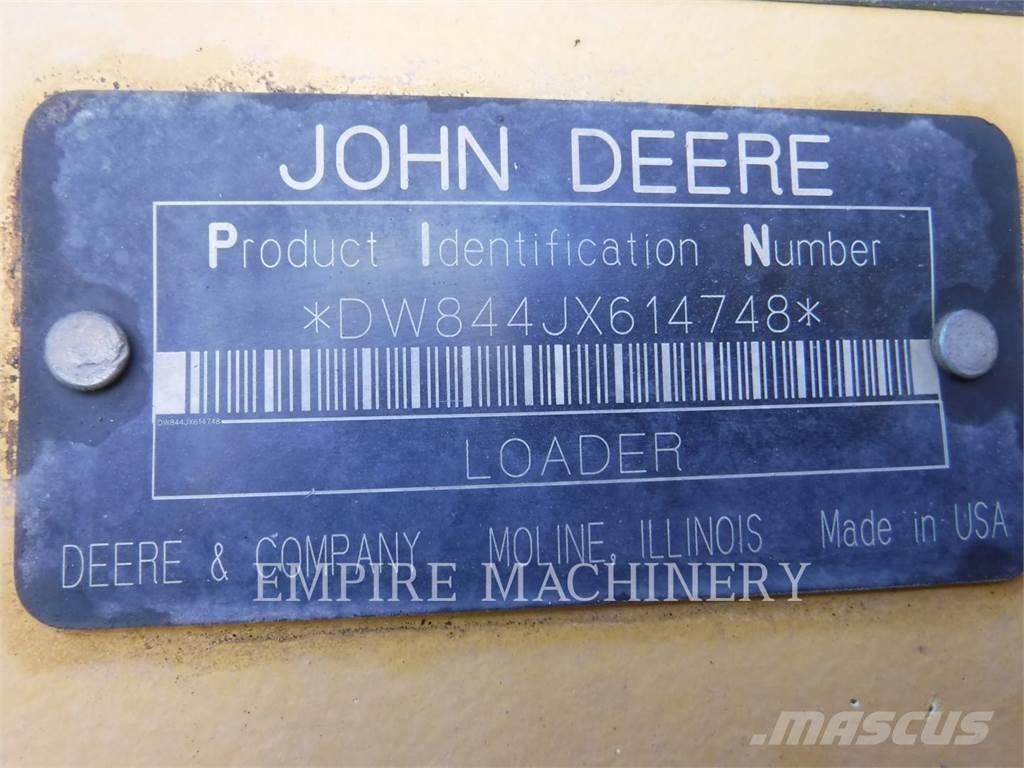 JOHN DEERE
Product Identification Number
*DW844JX614748*
DW844JX614748
LOADER
DEERE & COMPANY MOLINE, ILLINOIS Made in USA
EMPIRE MACHINERY
MASCUS